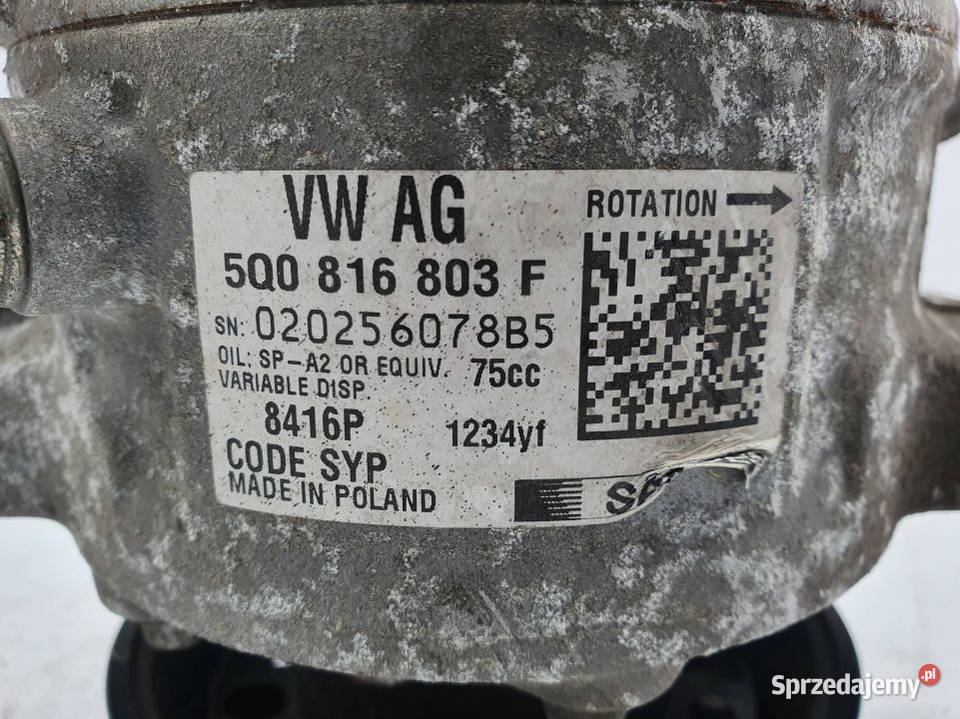 VW AG
ROTATION
5Q0 816 803 F
SN: 020256078B5
OIL: SP-A2 OR EQUIV. 75cc
VARIABLE DISP.
8416P 1234yf
CODE SYP
MADE IN POLAND
Sprzedajemy.pl